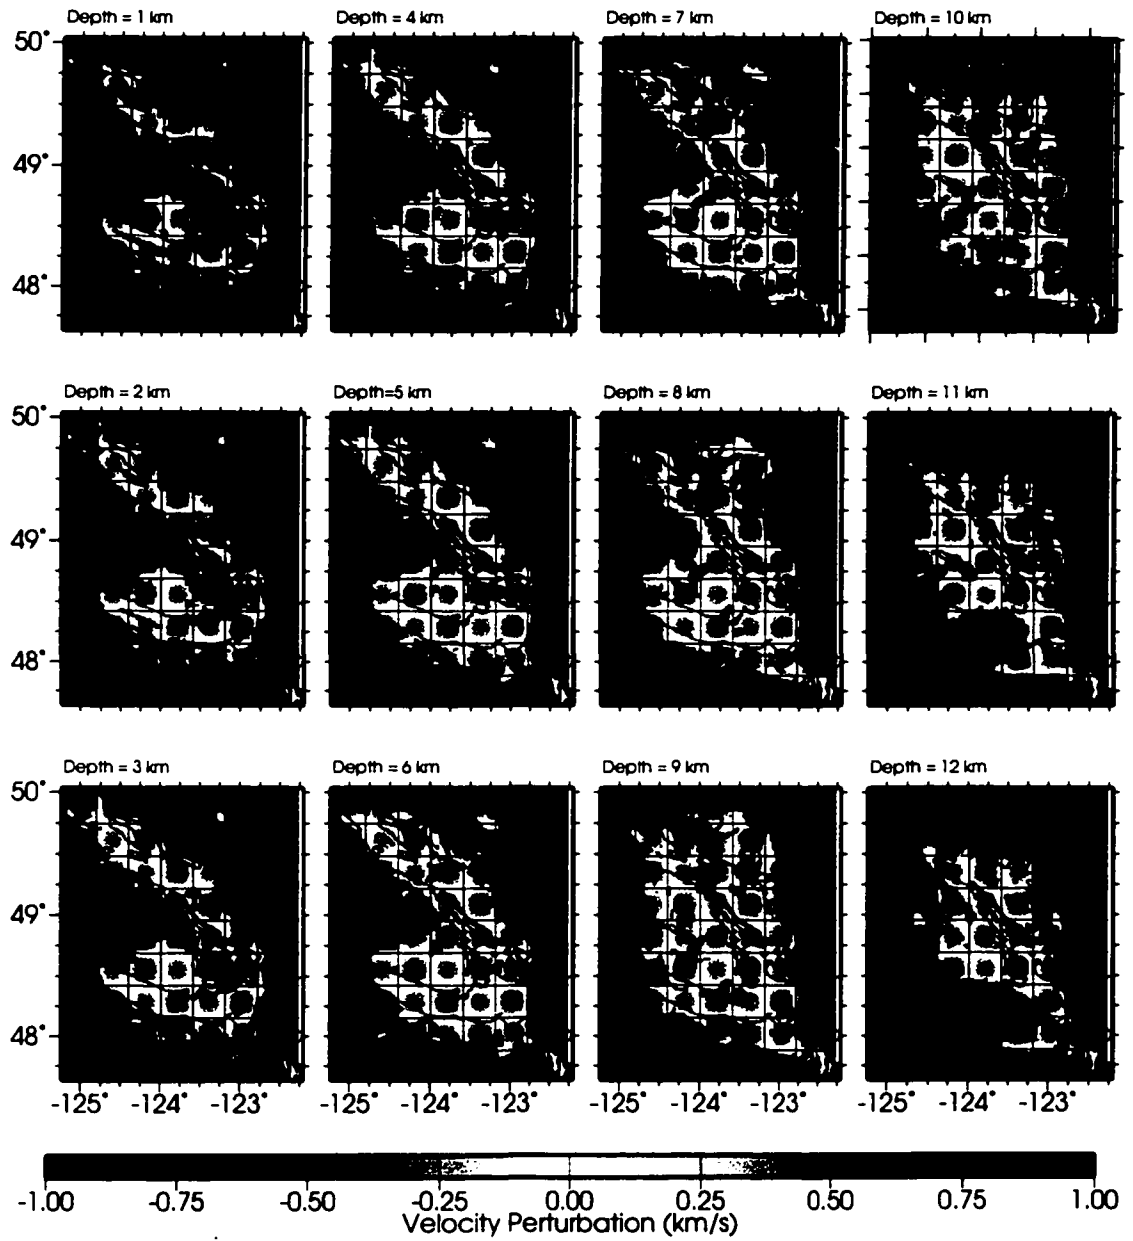 Depth = 1 km
Depth = 4 km
Depth = 7 km
Depth = 10 km
50°
49°
48°
Depth = 2 km
Depth=5 km
Depth = 8 km
Depth = 11 km
50°
49°
48°
Depth = 3 km
Depth = 6 km
Depth = 9 km
Depth = 12 km
50°
49°
48°
-125° -124° -123° -125° -124° -123° -125° -124° -123° -125° -124° -123°
-1.00 -0.75 -0.50 -0.25 0.00 0.25 0.50 0.75 1.00
Velocity Perturbation (km/s)